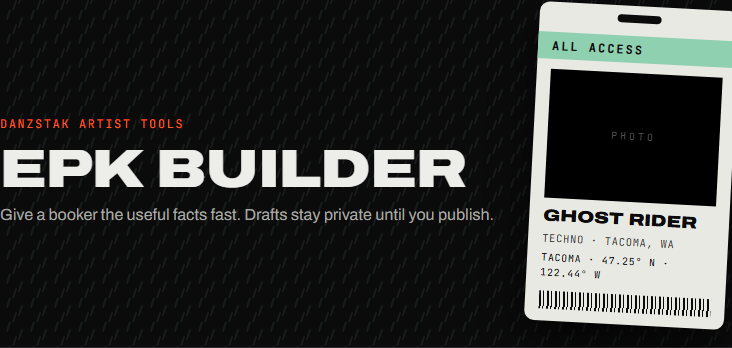 DANZSTAK ARTIST TOOLS
EPK BUILDER
Give a booker the useful facts fast. Drafts stay private until you publish.
ALL ACCESS
PHOTO
GHOST RIDER
TECHNO · TACOMA, WA
TACOMA · 47.25° N ·
122.44° W